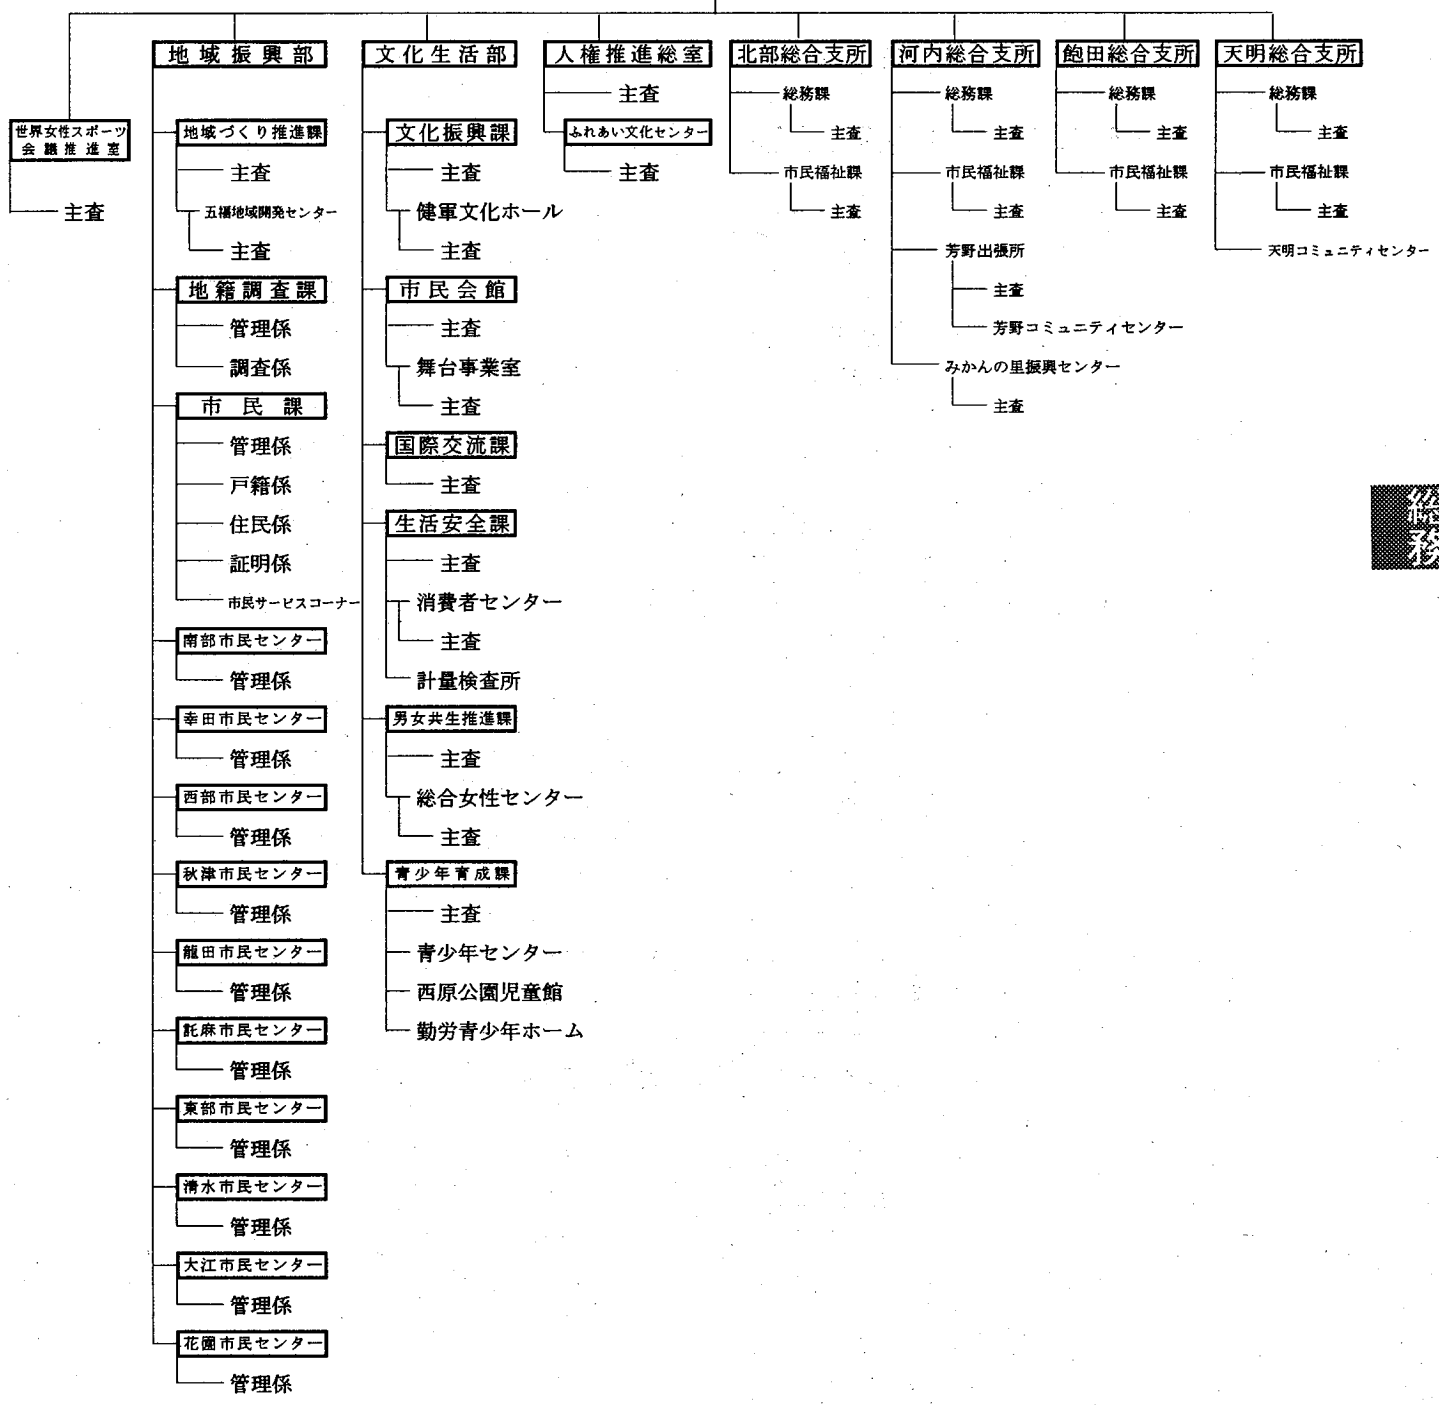 世界女性スポーツ
会議推進室
主査
地域振興部
地域づくり推進課
主査
五福地域開発センター
主査
地籍調査課
管理係
調査係
市民課
管理係
戸籍係
住民係
証明係
市民サービスコーナー
南部市民センター
管理係
幸田市民センター
管理係
西部市民センター
管理係
秋津市民センター
管理係
龍田市民センター
管理係
託麻市民センター
管理係
東部市民センター
管理係
清水市民センター
管理係
大江市民センター
管理係
花園市民センター
管理係
文化生活部
文化振興課
主査
健軍文化ホール
主査
市民会館
主査
舞台事業室
主査
国際交流課
主査
生活安全課
主査
消費者センター
主査
計量検査所
男女共生推進課
主査
総合女性センター
主査
青少年育成課
主査
青少年センター
西原公園児童館
勤労青少年ホーム
人権推進総室
主査
ふれあい文化センター
主査
北部総合支所
総務課
主査
市民福祉課
主査
河内総合支所
総務課
主査
市民福祉課
主査
芳野出張所
主査
芳野コミュニティセンター
みかんの里振興センター
主査
飽田総合支所
総務課
主査
市民福祉課
主査
天明総合支所
総務課
主査
市民福祉課
主査
天明コミュニティセンター
総務